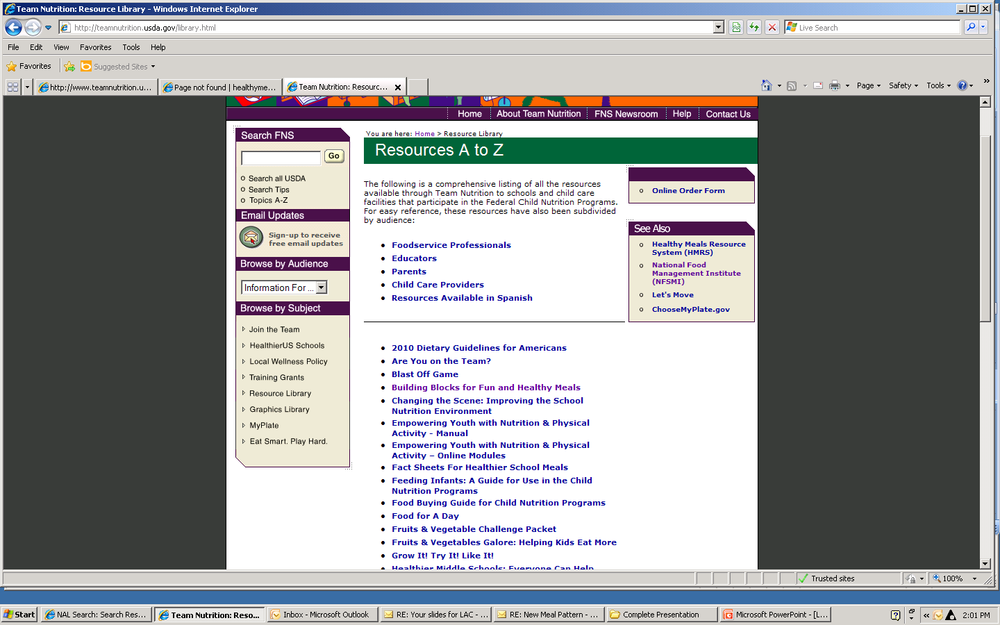 Team Nutrition: Resource Library - Windows Internet Explorer
http://teamnutrition.usda.gov/library.html
Live Search
File Edit View Favorites Tools Help
Favorites Suggested Sites
http://www.teamnutrition.u... Page not found | healthyme... Team Nutrition: Resourc... Page Safety Tools
Home About Team Nutrition FNS Newsroom Help Contact Us
Search FNS
Go
Search all USDA
Search Tips
Topics A-Z
Email Updates
Sign-up to receive
free email updates
Browse by Audience
Information For ...
Browse by Subject
Join the Team
HealthierUS Schools
Local Wellness Policy
Training Grants
Resource Library
Graphics Library
MyPlate
Eat Smart. Play Hard.
You are here: Home > Resource Library
Resources A to Z
The following is a comprehensive listing of all the resources
available through Team Nutrition to schools and child care
facilities that participate in the Federal Child Nutrition Programs.
For easy reference, these resources have also been subdivided
by audience:
Foodservice Professionals
Educators
Parents
Child Care Providers
Resources Available in Spanish
2010 Dietary Guidelines for Americans
Are You on the Team?
Blast Off Game
Building Blocks for Fun and Healthy Meals
Changing the Scene: Improving the School
Nutrition Environment
Empowering Youth with Nutrition & Physical
Activity - Manual
Empowering Youth with Nutrition & Physical
Activity – Online Modules
Fact Sheets For Healthier School Meals
Feeding Infants: A Guide for Use in the Child
Nutrition Programs
Food Buying Guide for Child Nutrition Programs
Food for A Day
Fruits & Vegetable Challenge Packet
Fruits & Vegetables Galore: Helping Kids Eat More
Grow It! Try It! Like It!
Healthier Middle Schools: Everyone Can Help
Online Order Form
See Also
Healthy Meals Resource
System (HMRS)
National Food
Management Institute
(NFSMI)
Let's Move
ChooseMyPlate.gov
Trusted sites 100%
Start NAL Search: Search Res... Team Nutrition: Reso... Inbox - Microsoft Outlook RE: Your slides for LAC - ... RE: New Meal Pattern - ... Complete Presentation Microsoft PowerPoint - [L... 2:01 PM